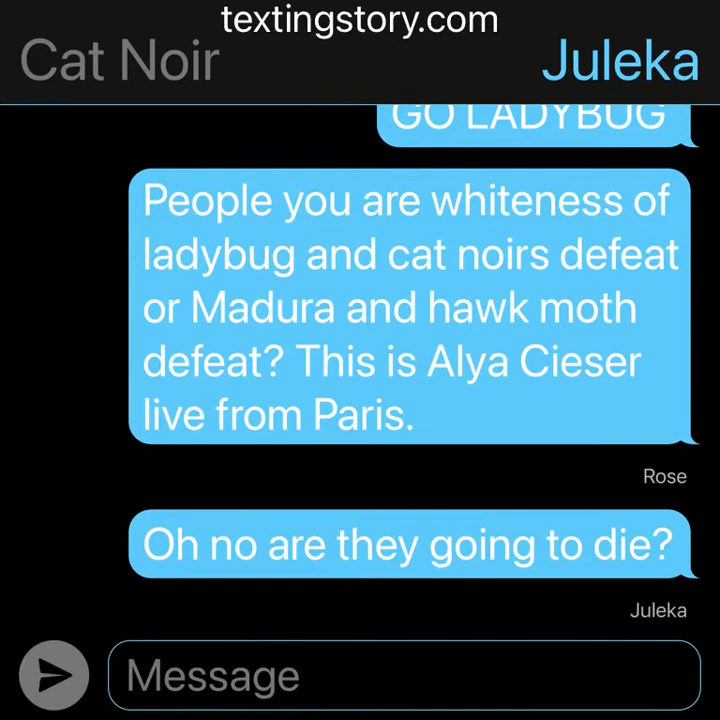 textingstory.com
Cat Noir
Juleka
GO LADYBUG
People you are whiteness of
ladybug and cat noirs defeat
or Madura and hawk moth
defeat? This is Alya Cieser
live from Paris.
Rose
Oh no are they going to die?
Juleka
Message